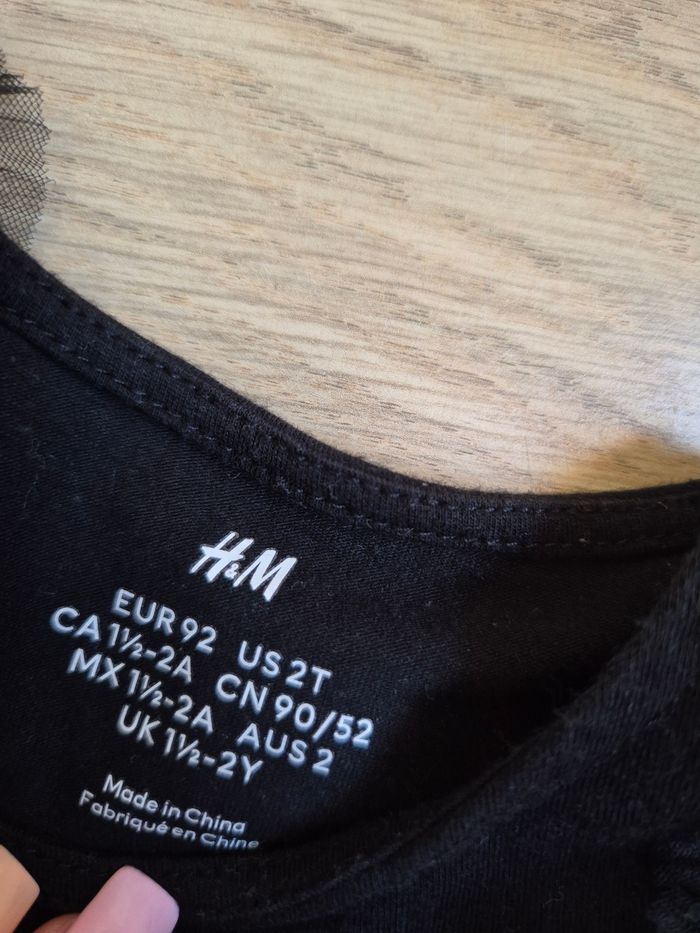 H&M
EUR 92 US 2T
CA 1½-2A CN 90/52
MX 1½-2A AUS 2
UK 1½-2Y
Made in China
Fabriqué en Chine